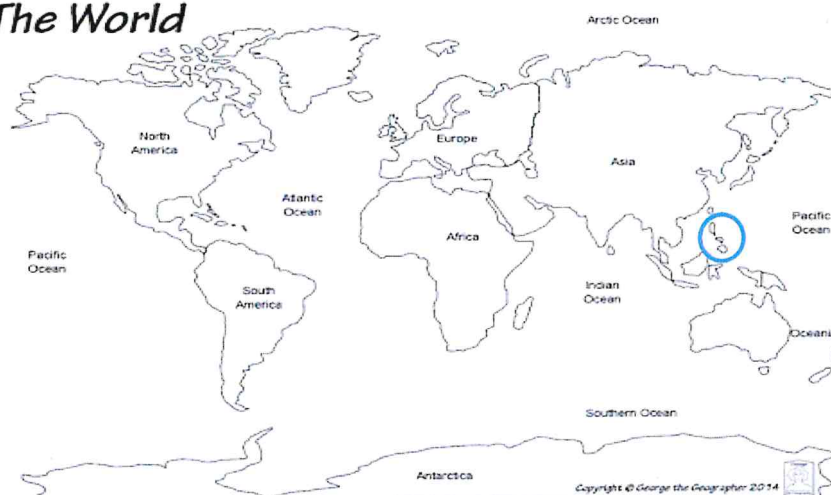 The World
Arctic Ocean
North
America
Europe
Asia
Atlantic
Ocean
Pacific
Ocean
Africa
Pacific
Ocean
South
America
Indian
Ocean
Oceani
Southern Ocean
Antarctica
Copyright © George the Geographer 2014